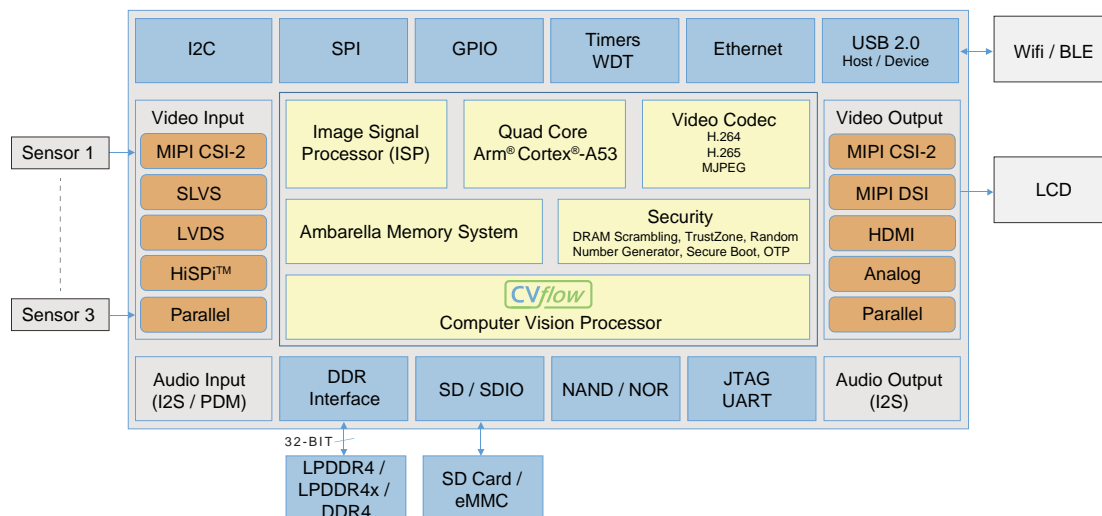 I2C
SPI
GPIO
Timers
WDT
Ethernet
USB 2.0
Host / Device
Wifi / BLE
Video Input
MIPI CSI-2
SLVS
LVDS
HiSPi™
Parallel
Sensor 1
Sensor 3
Image Signal
Processor (ISP)
Quad Core
Arm® Cortex®-A53
Video Codec
H.264
H.265
MJPEG
Ambarella Memory System
Security
DRAM Scrambling, TrustZone, Random
Number Generator, Secure Boot, OTP
CVflow
Computer Vision Processor
Video Output
MIPI CSI-2
MIPI DSI
HDMI
Analog
Parallel
LCD
Audio Input
(I2S / PDM)
DDR
Interface
SD / SDIO
NAND / NOR
JTAG
UART
Audio Output
(I2S)
32-BIT
LPDDR4 /
LPDDR4x /
DDR4
SD Card /
eMMC